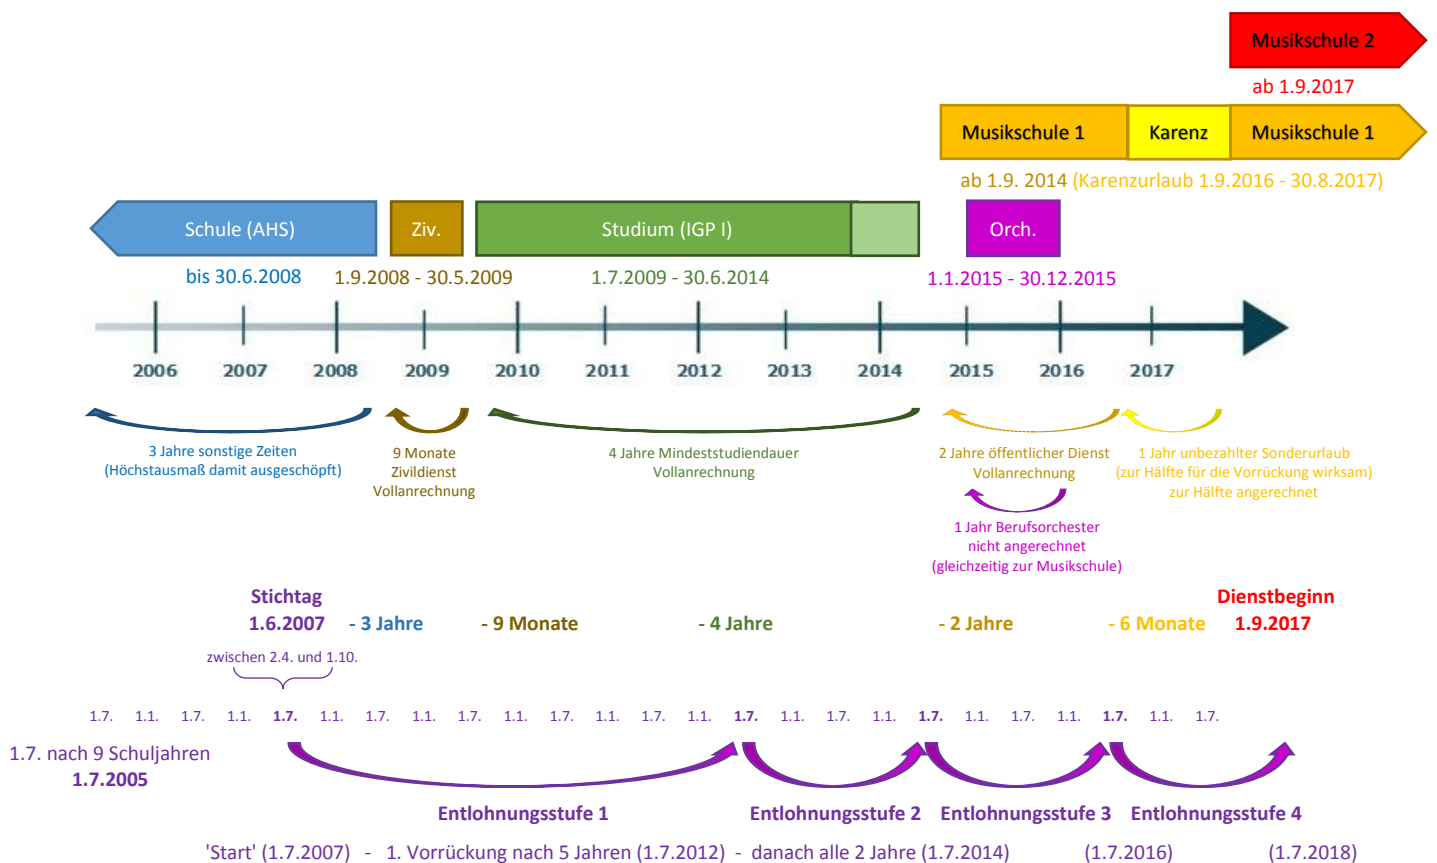 Musikschule 2
ab 1.9.2017
Musikschule 1
Karenz
Musikschule 1
ab 1.9. 2014 (Karenzurlaub 1.9.2016 - 30.8.2017)
Schule (AHS)
Ziv.
Studium (IGP I)
Orch.
bis 30.6.2008
1.9.2008 - 30.5.2009
1.7.2009 - 30.6.2014
1.1.2015 - 30.12.2015
2006 2007 2008 2009 2010 2011 2012 2013 2014 2015 2016 2017
3 Jahre sonstige Zeiten
(Höchstausmaß damit ausgeschöpft)
9 Monate
Zivildienst
Vollanrechnung
4 Jahre Mindeststudiendauer
Vollanrechnung
2 Jahre öffentlicher Dienst
Vollanrechnung
1 Jahr unbezahlter Sonderurlaub
(zur Hälfte für die Vorrückung wirksam)
zur Hälfte angerechnet
1 Jahr Berufsorchester
nicht angerechnet
(gleichzeitig zur Musikschule)
Stichtag
1.6.2007
- 3 Jahre
- 9 Monate
- 4 Jahre
- 2 Jahre
- 6 Monate
Dienstbeginn
1.9.2017
zwischen 2.4. und 1.10.
1.7. 1.1. 1.7. 1.1. 1.7. 1.1. 1.7. 1.1. 1.7. 1.1. 1.7. 1.1. 1.7. 1.1. 1.7. 1.1. 1.7. 1.1. 1.7. 1.1. 1.7. 1.1. 1.7. 1.1. 1.7.
1.7. nach 9 Schuljahren
1.7.2005
Entlohnungsstufe 1
Entlohnungsstufe 2
Entlohnungsstufe 3
Entlohnungsstufe 4
'Start' (1.7.2007) - 1. Vorrückung nach 5 Jahren (1.7.2012) - danach alle 2 Jahre (1.7.2014) (1.7.2016) (1.7.2018)